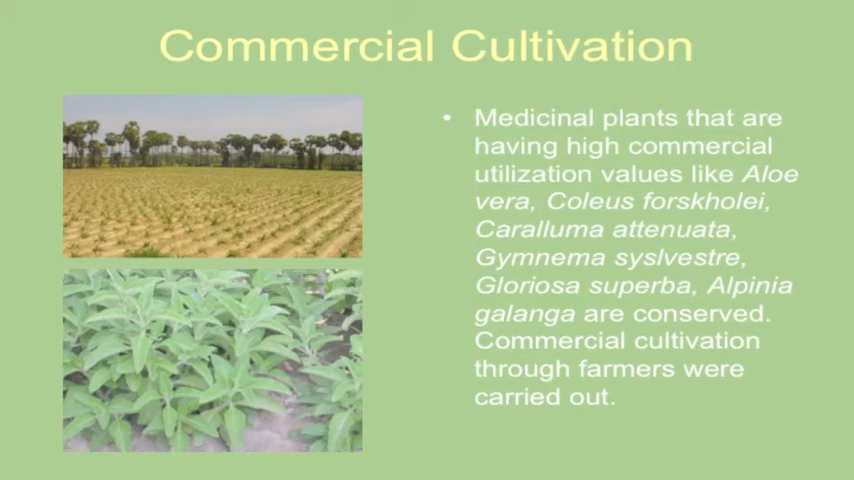 Commercial Cultivation
• Medicinal plants that are
having high commercial
utilization values like Aloe
vera, Coleus forskholei,
Caralluma attenuata,
Gymnema syslvestre,
Gloriosa superba, Alpinia
galanga are conserved.
Commercial cultivation
through farmers were
carried out.